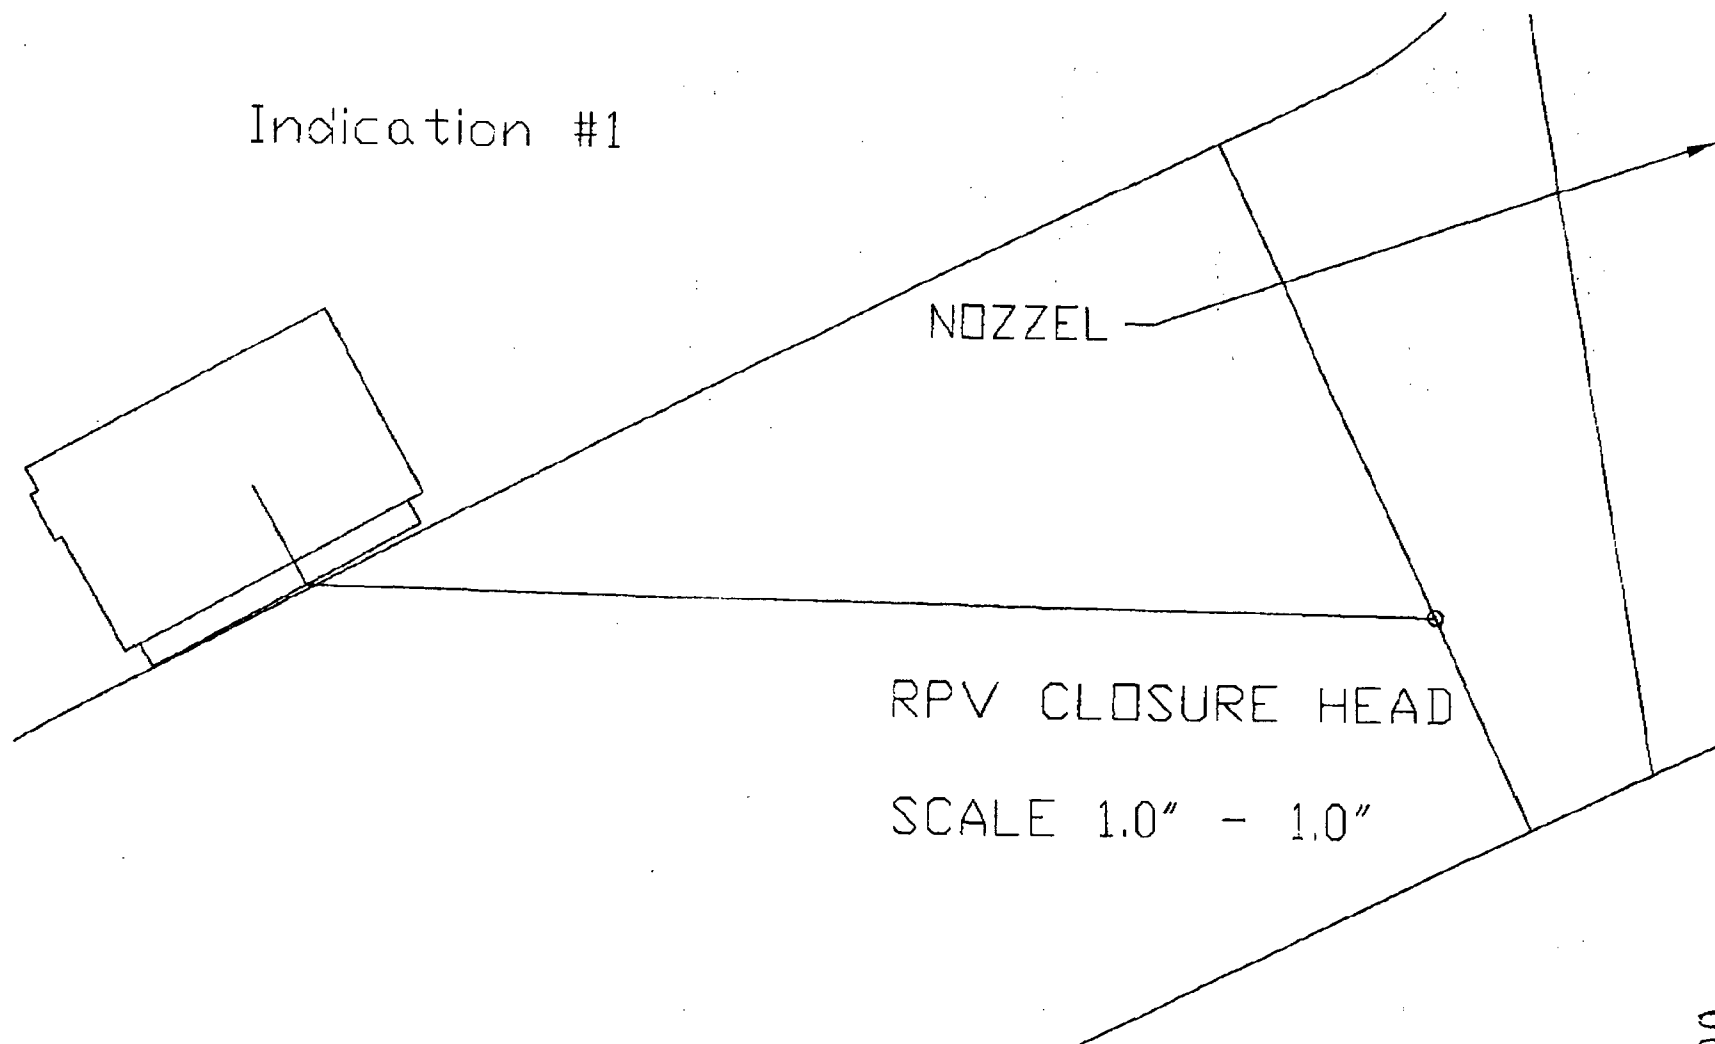 Indication #1
NOZZEL
RPV CLOSURE HEAD
SCALE 1.0" - 1.0"